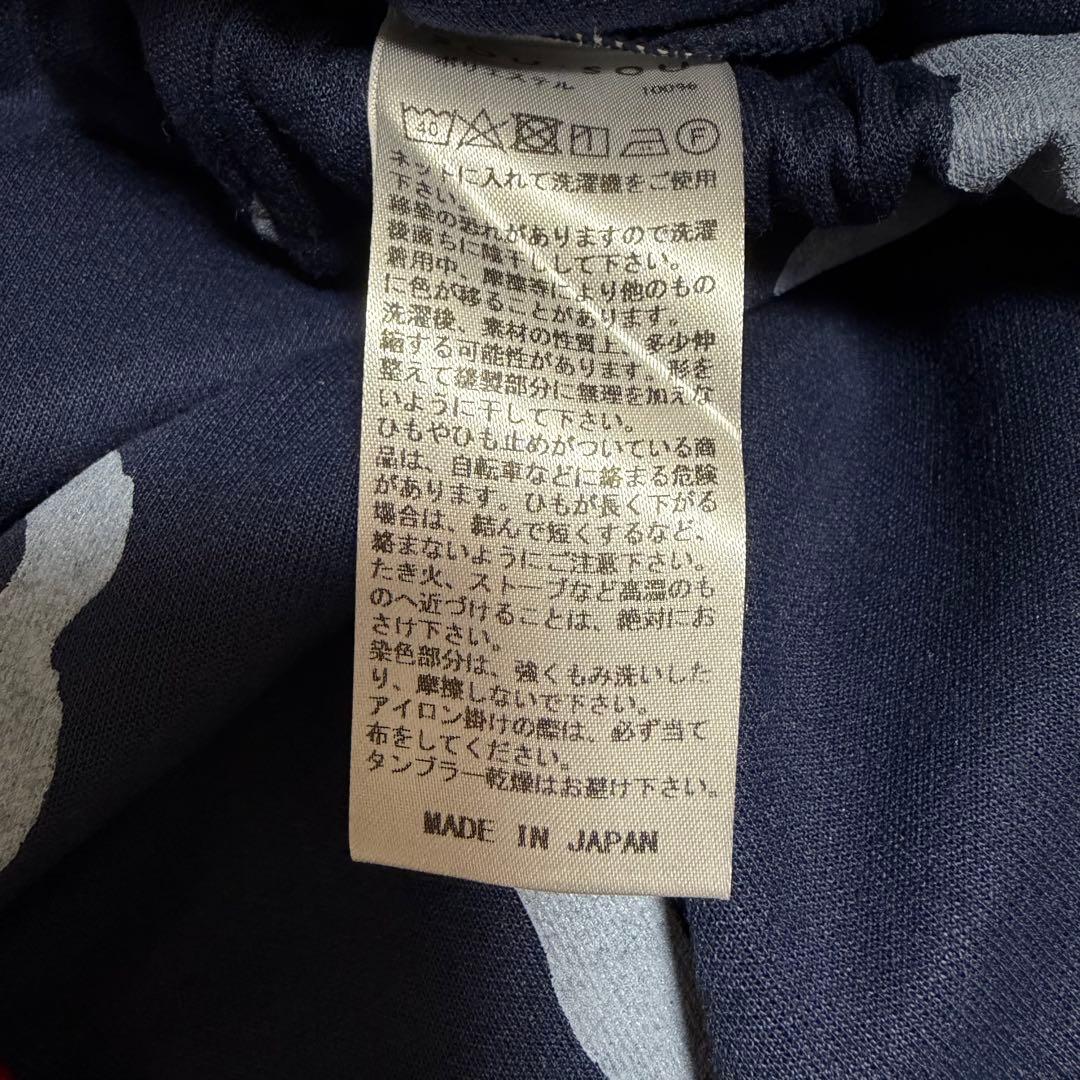 SOU SOU
ポリエステル 100%
40 F
ネットに入れて洗濯機をご使用
下さい。
移染の恐れがありますので洗濯
後直ちに陰干しして下さい。
着用中、摩擦等により他のもの
に色が移ることがあります。
洗濯後、素材の性質上、多少伸
縮する可能性があります。形を
整えて縫製部分に整理を加えな
いように干して下さい。
ひもやひも止めがついている商
品は、自転車などに絡まる危険
があります。ひもが長く下がる
場合は、結んで短くするなど、
絡まないようにご注意下さい。
たき火、ストーブなど高温のも
のへ近づけることは、絶対にお
さけ下さい。
染色部分は、強くもみ洗いした
り、摩擦しないで下さい。
アイロン掛けの際は、必ず当て
布をしてください。
タンブラー乾燥はお避け下さい。
MADE IN JAPAN